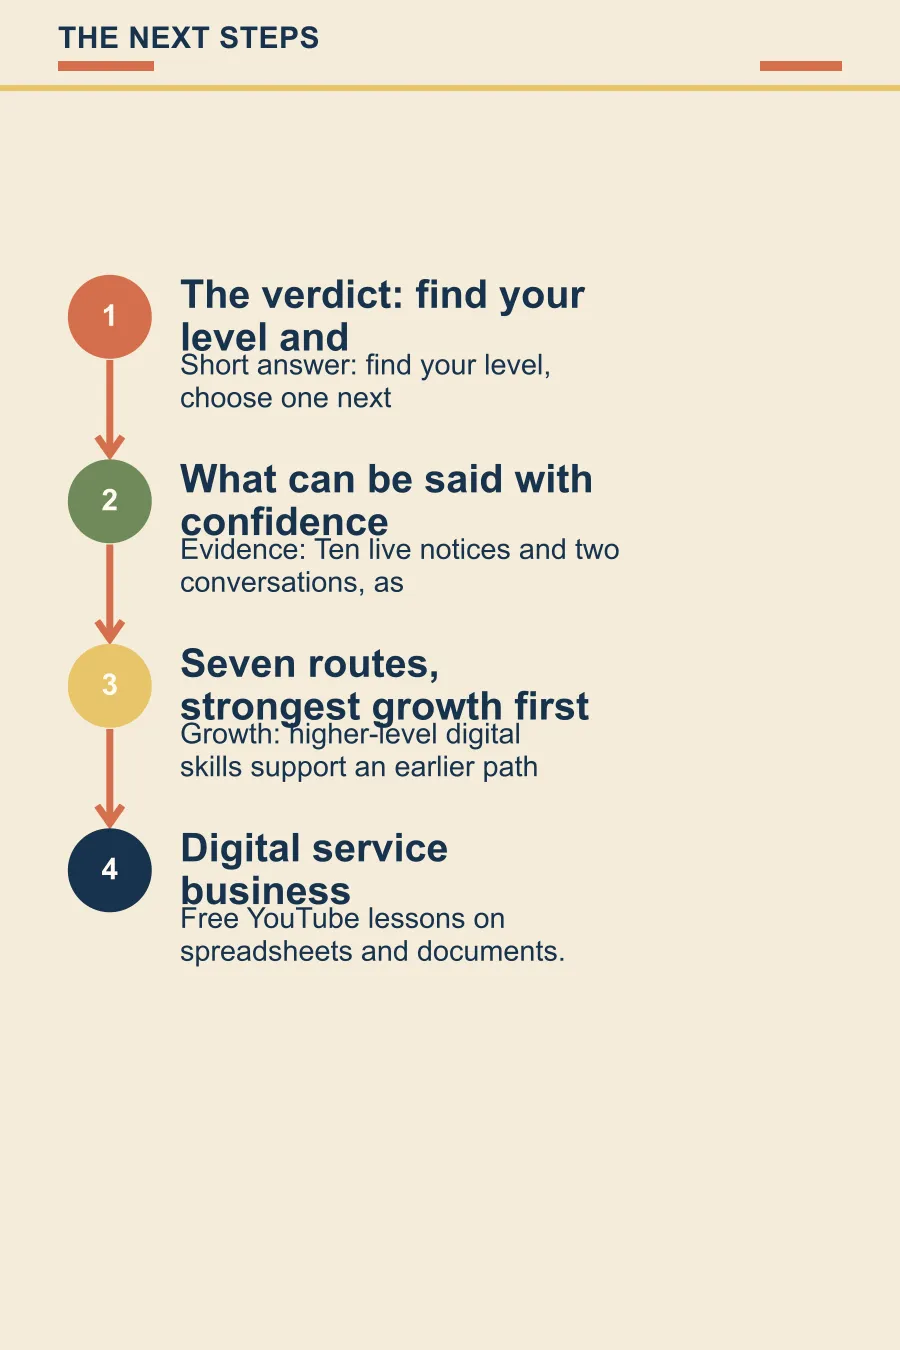 THE NEXT STEPS
1
The verdict: find your
level and
Short answer: find your level,
choose one next
2
What can be said with
confidence
Evidence: Ten live notices and two
conversations, as
3
Seven routes,
strongest growth first
Growth: higher-level digital
skills support an earlier path
4
Digital service
business
Free YouTube lessons on
spreadsheets and documents.